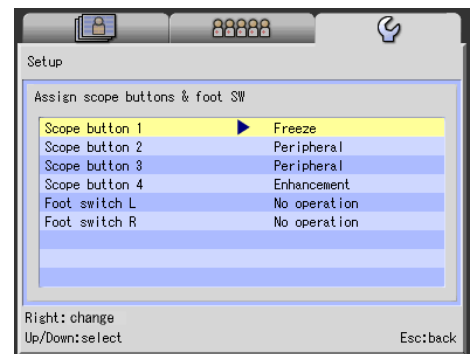 Setup
Assign scope buttons & foot SW
Scope button 1 Freeze
Scope button 2 Peripheral
Scope button 3 Peripheral
Scope button 4 Enhancement
Foot switch L No operation
Foot switch R No operation
Right: change
Up/Down:select Esc:back